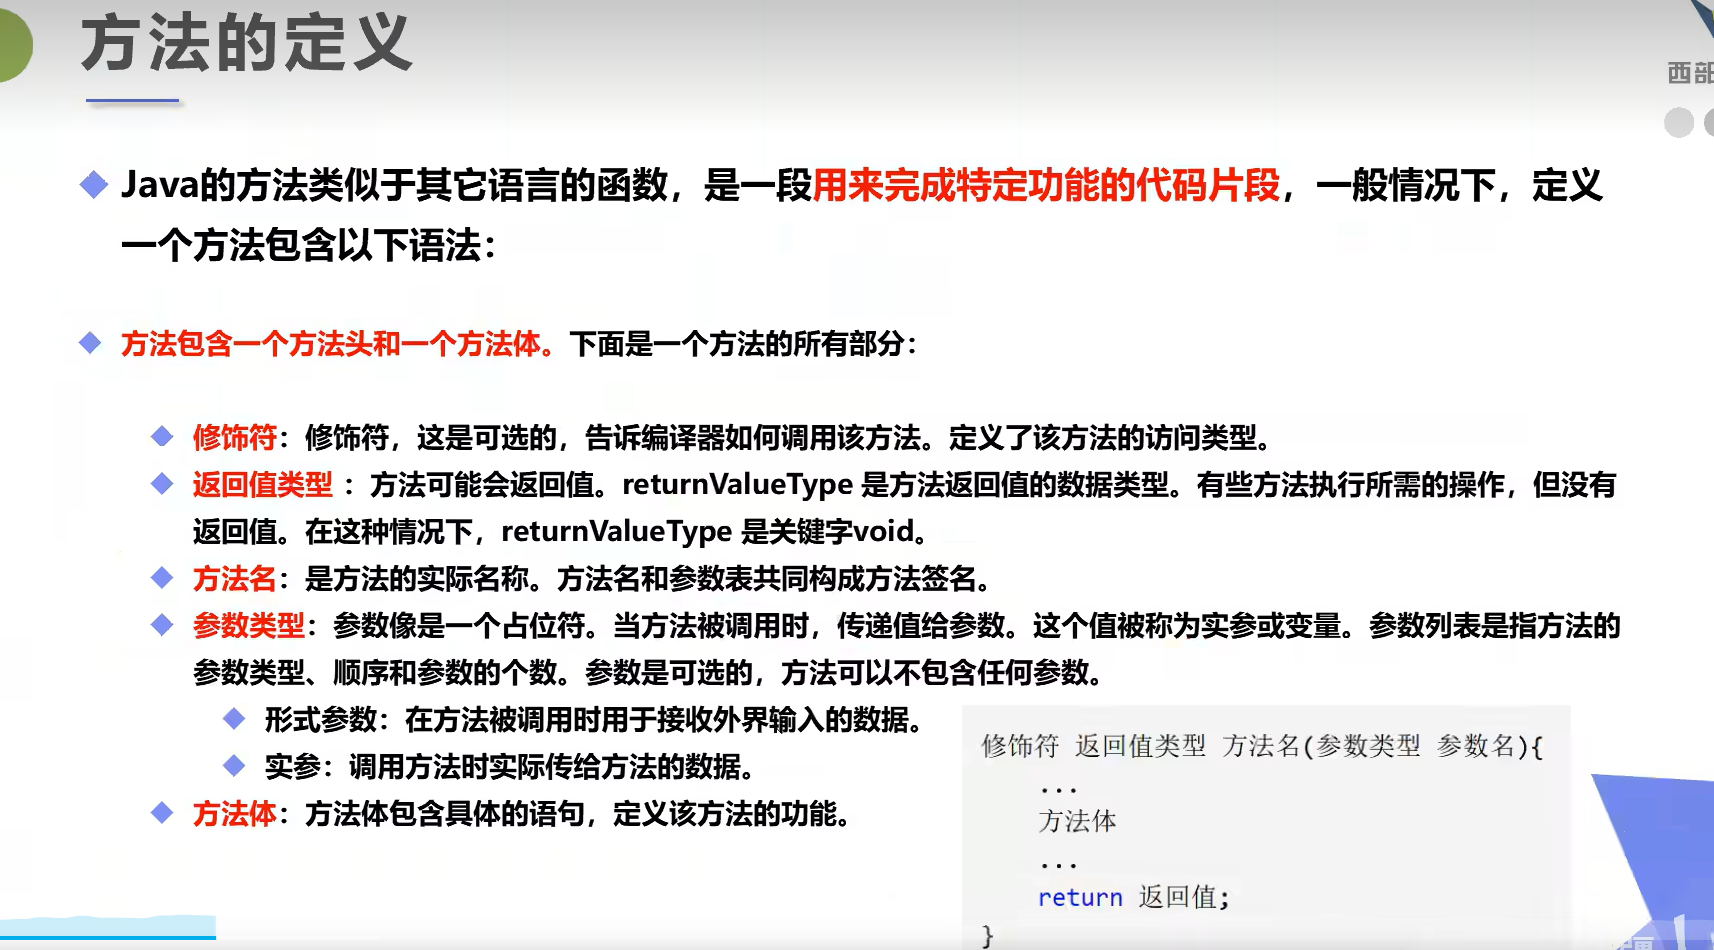 方法的定义
西部
Java的方法类似于其它语言的函数，是一段用来完成特定功能的代码片段，一般情况下，定义
一个方法包含以下语法：
方法包含一个方法头和一个方法体。下面是一个方法的所有部分：
修饰符：修饰符，这是可选的，告诉编译器如何调用该方法。定义了该方法的访问类型。
返回值类型 ：方法可能会返回值。returnValueType 是方法返回值的数据类型。有些方法执行所需的操作，但没有
返回值。在这种情况下，returnValueType 是关键字void。
方法名：是方法的实际名称。方法名和参数表共同构成方法签名。
参数类型：参数像是一个占位符。当方法被调用时，传递值给参数。这个值被称为实参或变量。参数列表是指方法的
参数类型、顺序和参数的个数。参数是可选的，方法可以不包含任何参数。
形式参数：在方法被调用时用于接收外界输入的数据。
实参：调用方法时实际传给方法的数据。
方法体：方法体包含具体的语句，定义该方法的功能。
修饰符 返回值类型 方法名(参数类型 参数名){
...
方法体
...
return 返回值;
}